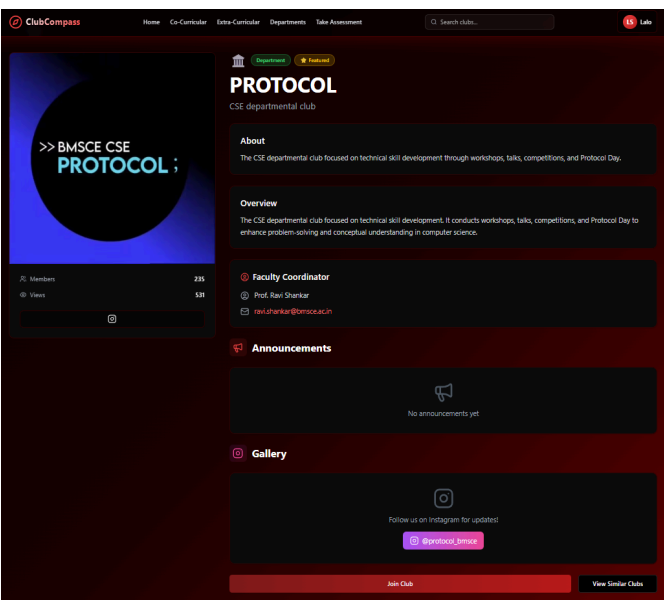 ClubCompass
Home Co-Curricular Extra-Curricular Departments Take Assessment
Search clubs...
LS Lalo
>> BMSCE CSE
PROTOCOL ;
Members 235
Views 531
Department Featured
PROTOCOL
CSE departmental club
About
The CSE departmental club focused on technical skill development through workshops, talks, competitions, and Protocol Day.
Overview
The CSE departmental club focused on technical skill development. It conducts workshops, talks, competitions, and Protocol Day to
enhance problem-solving and conceptual understanding in computer science.
Faculty Coordinator
Prof. Ravi Shankar
ravi.shankar@bmsce.ac.in
Announcements
No announcements yet
Gallery
Follow us on Instagram for updates!
@protocol_bmsce
Join Club
View Similar Clubs